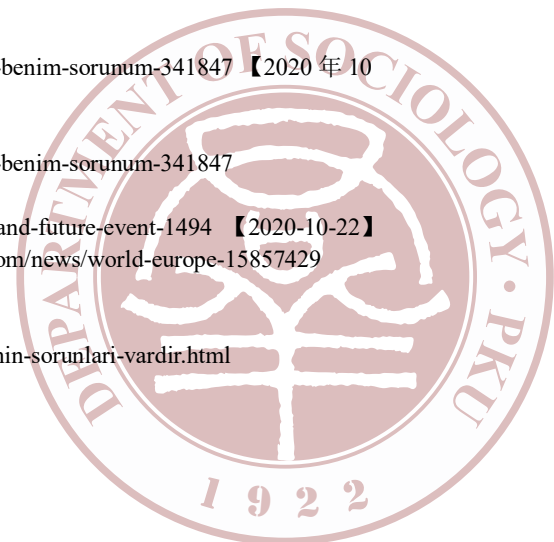 -benim-sorunum-341847 【2020 年 10
-benim-sorunum-341847
and-future-event-1494 【2020-10-22】
om/news/world-europe-15857429
nin-sorunlari-vardir.html
DEPARTMENT OF SOCIOLOGY · PKU
1922